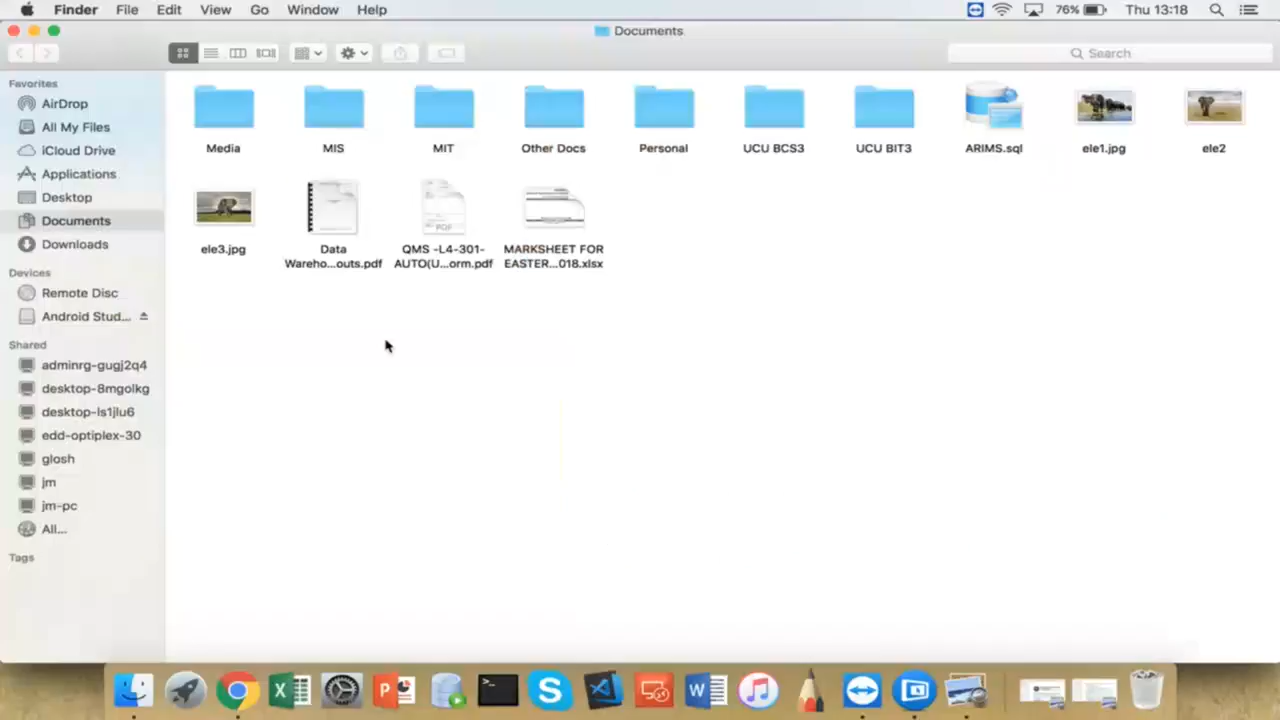 Finder File Edit View Go Window Help 76% Thu 13:18
Documents
Search
Favorites
AirDrop
All My Files
iCloud Drive
Applications
Desktop
Documents
Downloads
Devices
Remote Disc
Android Stud...
Shared
adminrg-gugj2q4
desktop-8mgolkg
desktop-ls1jlu6
edd-optiplex-30
glosh
jm
jm-pc
All...
Tags
Media MIS MIT Other Docs Personal UCU BCS3 UCU BIT3 ARIMS.sql ele1.jpg ele2
PDF
ele3.jpg Data QMS -L4-301- MARKSHEET FOR
Wareho...outs.pdf AUTO(U...orm.pdf EASTER...018.xlsx